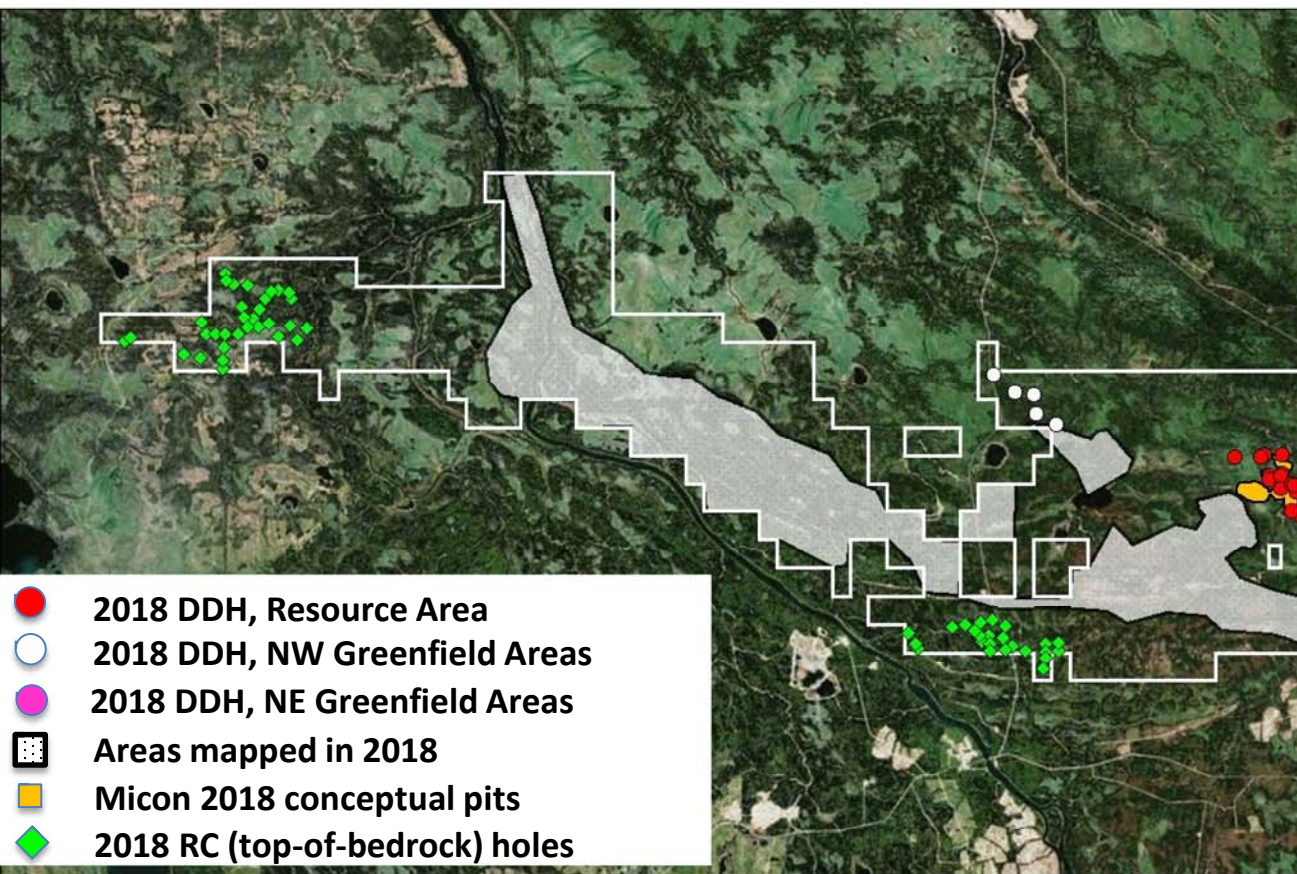 2018 DDH, Resource Area
2018 DDH, NW Greenfield Areas
2018 DDH, NE Greenfield Areas
Areas mapped in 2018
Micon 2018 conceptual pits
2018 RC (top-of-bedrock) holes